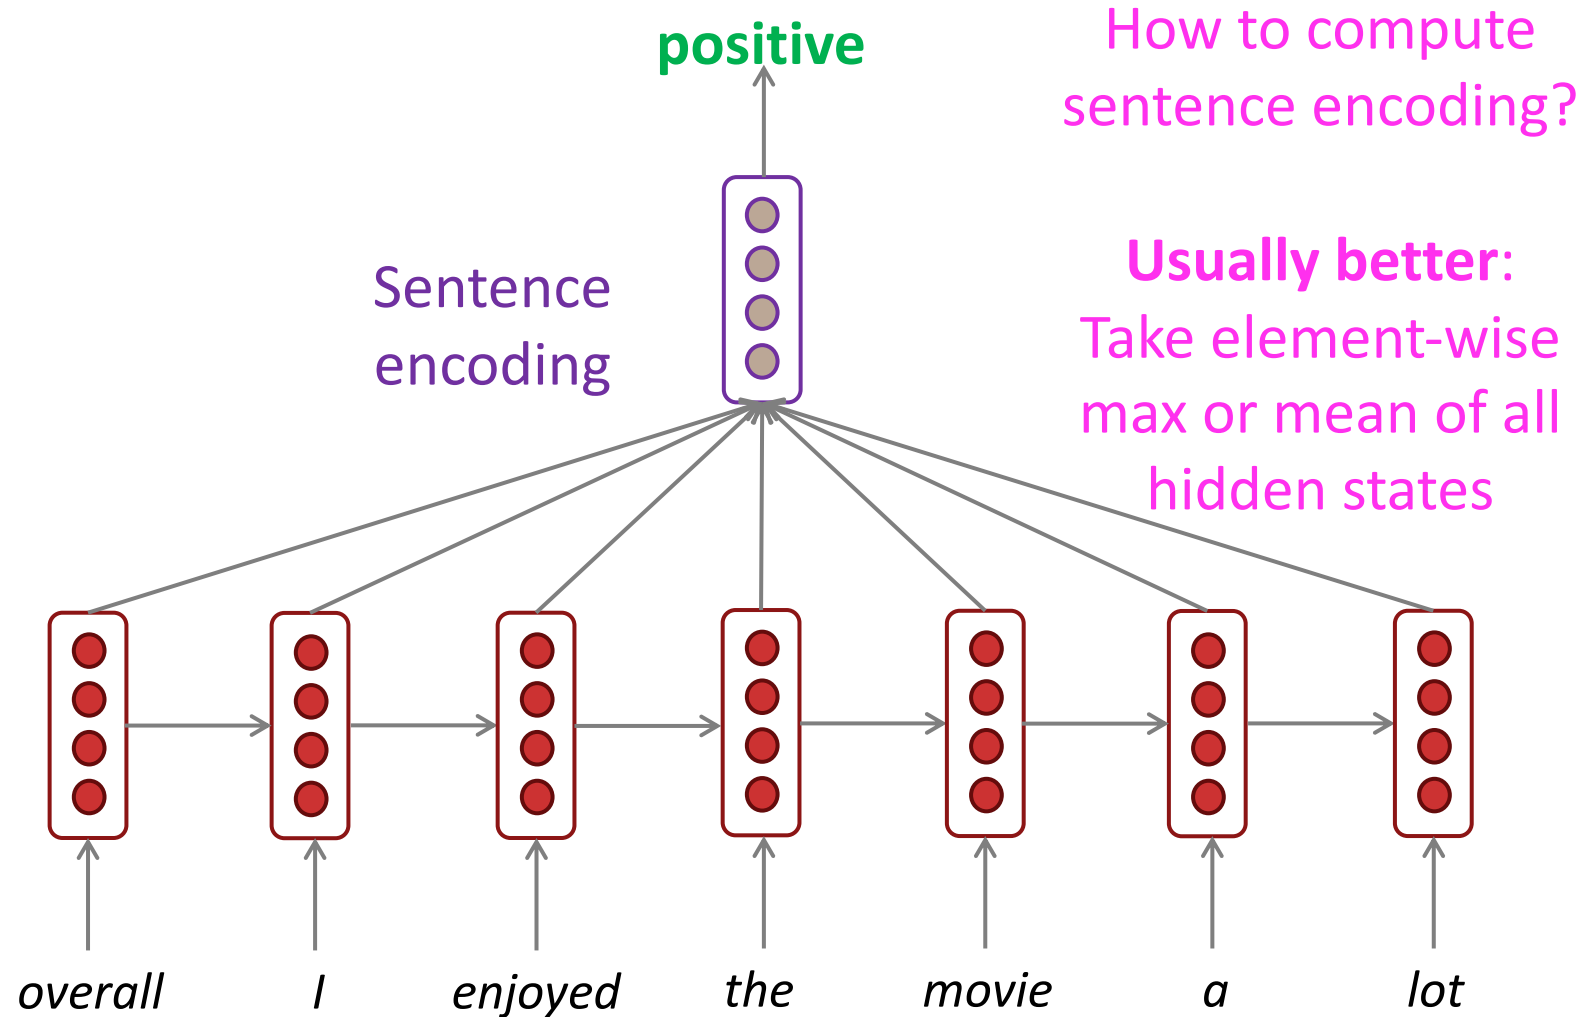 positive
How to compute
sentence encoding?
Sentence
encoding
Usually better:
Take element-wise
max or mean of all
hidden states
overall I enjoyed the movie a lot